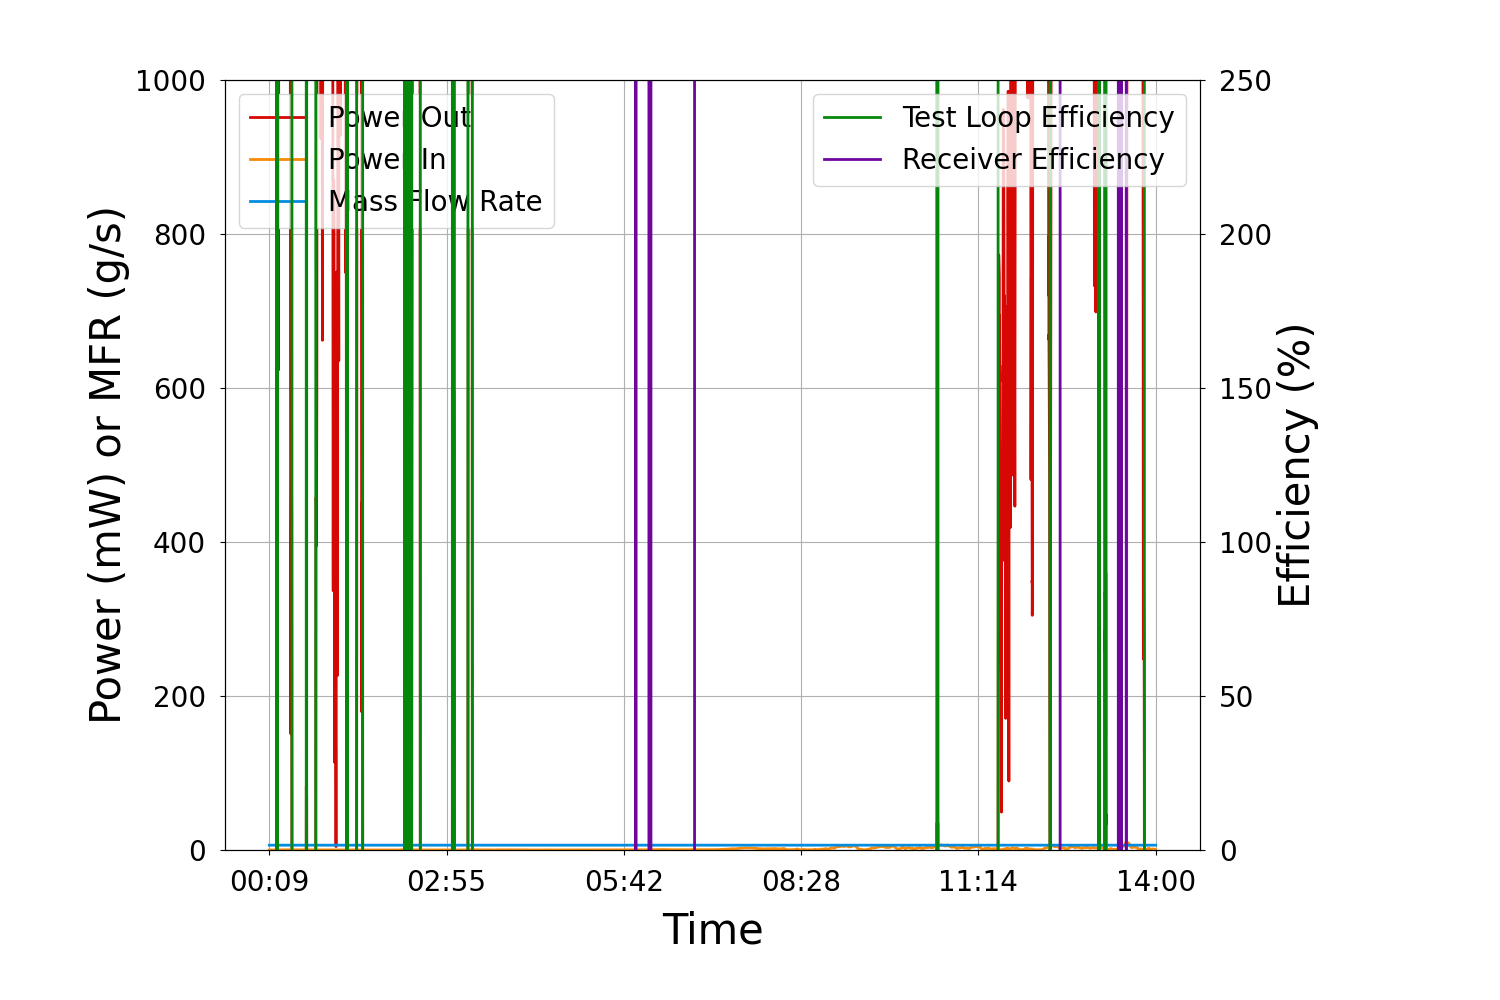 1000
800
600
400
200
0
Power (mW) or MFR (g/s)
Power Out
Power In
Mass Flow Rate
Test Loop Efficiency
Receiver Efficiency
250
200
150
100
50
0
Efficiency (%)
00:09 02:55 05:42 08:28 11:14 14:00
Time